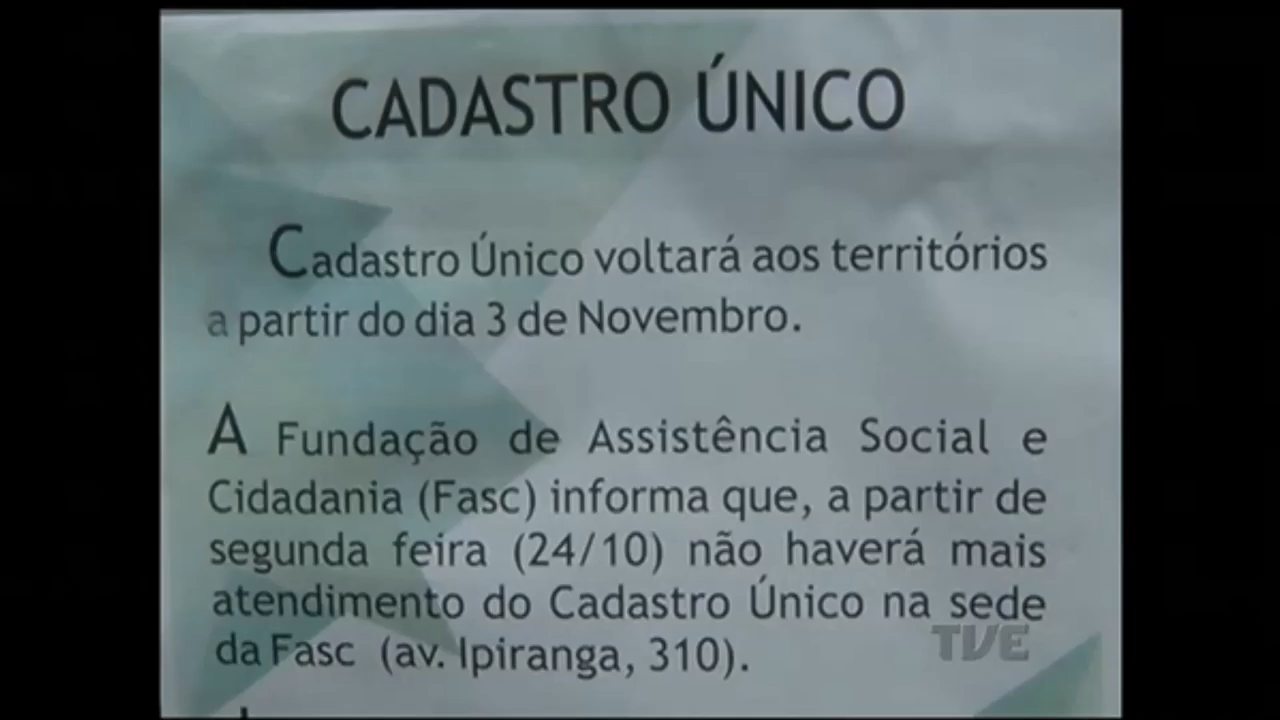 CADASTRO ÚNICO
Cadastro Único voltará aos territórios
a partir do dia 3 de Novembro.
A Fundação de Assistência Social e
Cidadania (Fasc) informa que, a partir de
segunda feira (24/10) não haverá mais
atendimento do Cadastro Único na sede
da Fasc (av. Ipiranga, 310).
TVE